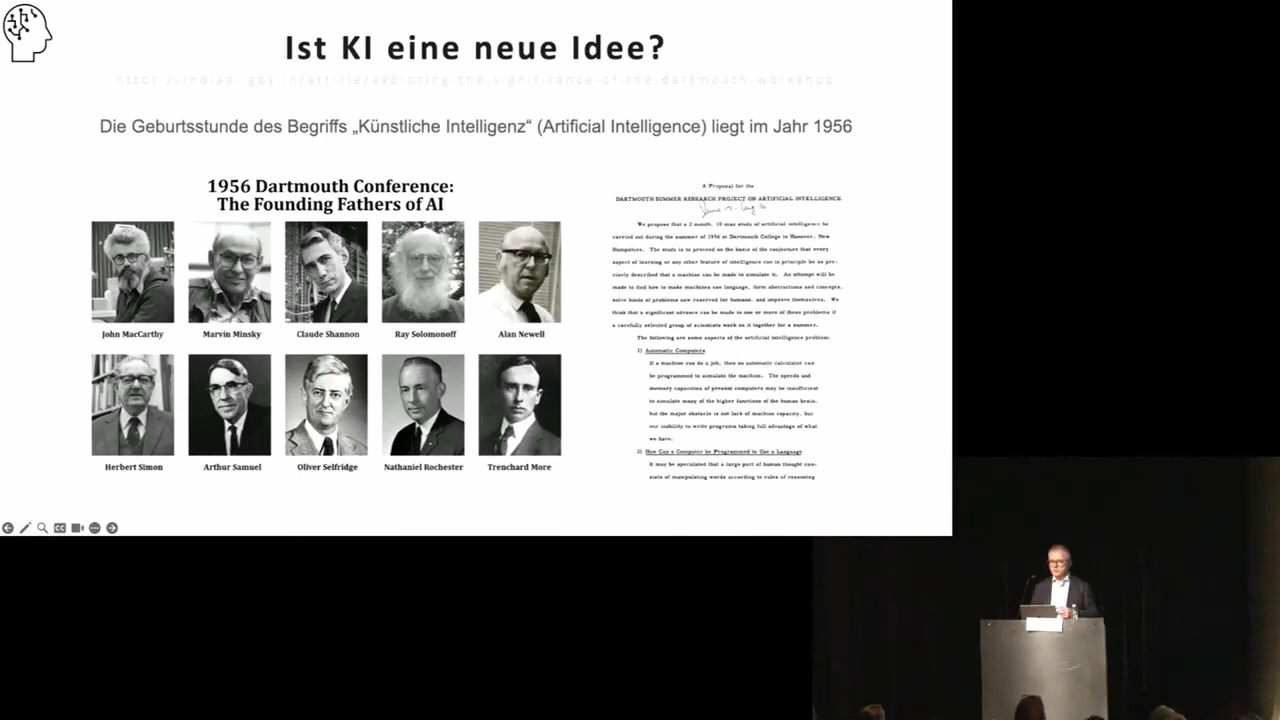 Ist KI eine neue Idee?
Die Geburtsstunde des Begriffs „Künstliche Intelligenz“ (Artificial Intelligence) liegt im Jahr 1956
1956 Dartmouth Conference:
The Founding Fathers of AI
John MacCarthy
Marvin Minsky
Claude Shannon
Ray Solomonoff
Alan Newell
Herbert Simon
Arthur Samuel
Oliver Selfridge
Nathaniel Rochester
Trenchard More
A Proposal for the
DARTMOUTH SUMMER RESEARCH PROJECT ON ARTIFICIAL INTELLIGENCE
We propose that a 2 month, 10 man study of artificial intelligence be
carried out during the summer of 1956 at Dartmouth College in Hanover, New
Hampshire. The study is to proceed on the basis of the conjecture that every
aspect of learning or any other feature of intelligence can in principle be so pre-
cisely described that a machine can be made to simulate it. An attempt will be
made to find how to make machines use language, form abstractions and concepts,
solve kinds of problems now reserved for humans, and improve themselves. We
think that a significant advance can be made in one or more of these problems if
a carefully selected group of scientists work on it together for a summer.
The following are some aspects of the artificial intelligence problem:
1) Automatic Computers
If a machine can do a job, then an automatic calculator can
be programmed to simulate the machine. The speeds and
memory capacities of present computers may be insufficient
to simulate many of the higher functions of the human brain,
but the major obstacle is not lack of machine capacity, but
our inability to write programs taking full advantage of what
we have.
2) How Can a Computer be Programmed to Use a Language
It may be speculated that a large part of human thought con-
sists of manipulating words according to rules of reasoning
CC